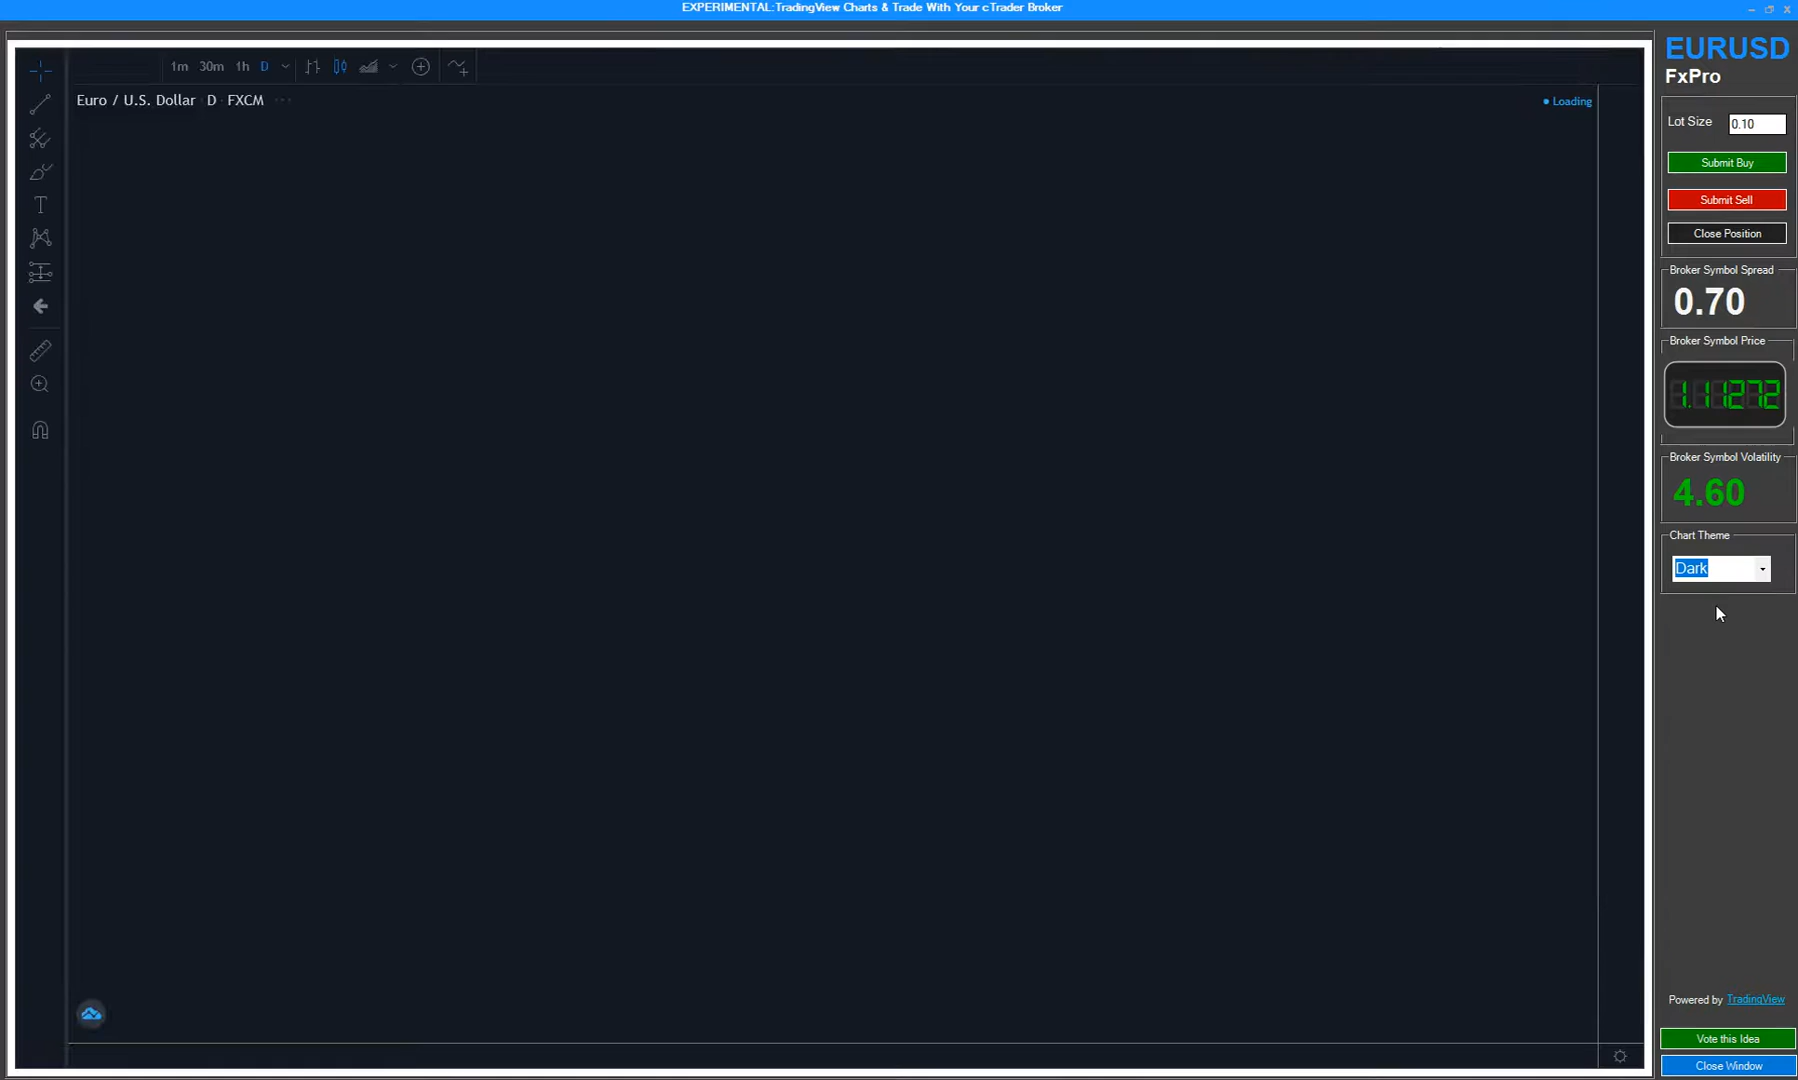 EXPERIMENTAL:TradingView Charts & Trade With Your cTrader Broker
1m 30m 1h D
Euro / U.S. Dollar D FXCM
Loading
T
EURUSD
FxPro
Lot Size 0.10
Submit Buy
Submit Sell
Close Position
Broker Symbol Spread
0.70
Broker Symbol Price
1.11272
Broker Symbol Volatility
4.60
Chart Theme
Dark
Powered by TradingView
Vote this Idea
Close Window